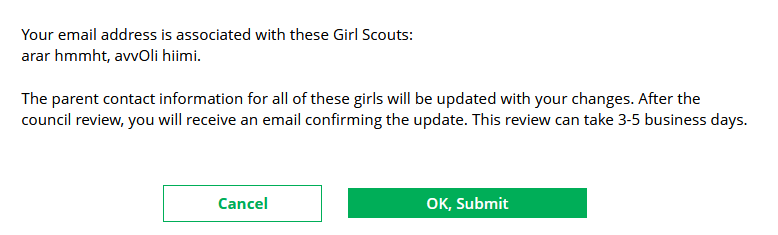 Your email address is associated with these Girl Scouts:
arar hmmht, avvOli hiimi.
The parent contact information for all of these girls will be updated with your changes. After the
council review, you will receive an email confirming the update. This review can take 3-5 business days.
Cancel
OK, Submit